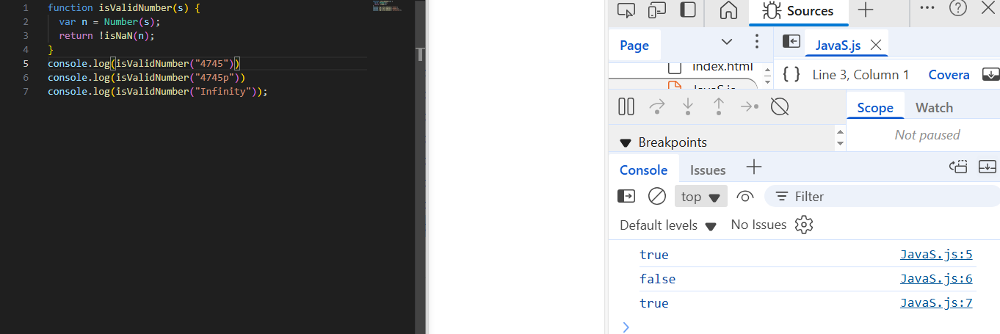 1 function isValidNumber(s) {
2 var n = Number(s);
3 return !isNaN(n);
4 }
5 console.log(isValidNumber("4745"))
6 console.log(isValidNumber("4745p"))
7 console.log(isValidNumber("Infinity"));
Sources
Page
JavaS.js
index.html
JavaS.js
{ } Line 3, Column 1 Covera
Scope Watch
Not paused
Breakpoints
Console Issues
top Filter
Default levels No Issues
true JavaS.js:5
false JavaS.js:6
true JavaS.js:7